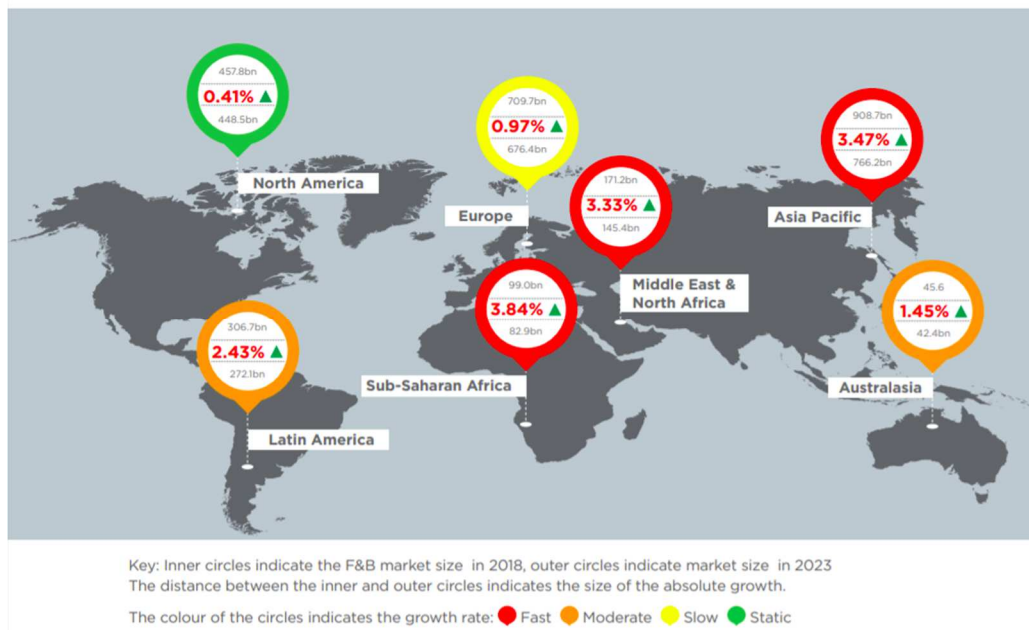 457.8bn
0.41%
448.5bn
North America
709.7bn
0.97%
676.4bn
Europe
908.7bn
3.47%
766.2bn
Asia Pacific
171.2bn
3.33%
145.4bn
Middle East &
North Africa
99.0bn
3.84%
82.9bn
Sub-Saharan Africa
45.6
1.45%
42.4bn
Australasia
306.7bn
2.43%
272.1bn
Latin America
Key: Inner circles indicate the F&B market size in 2018, outer circles indicate market size in 2023
The distance between the inner and outer circles indicates the size of the absolute growth.
The colour of the circles indicates the growth rate: Fast Moderate Slow Static